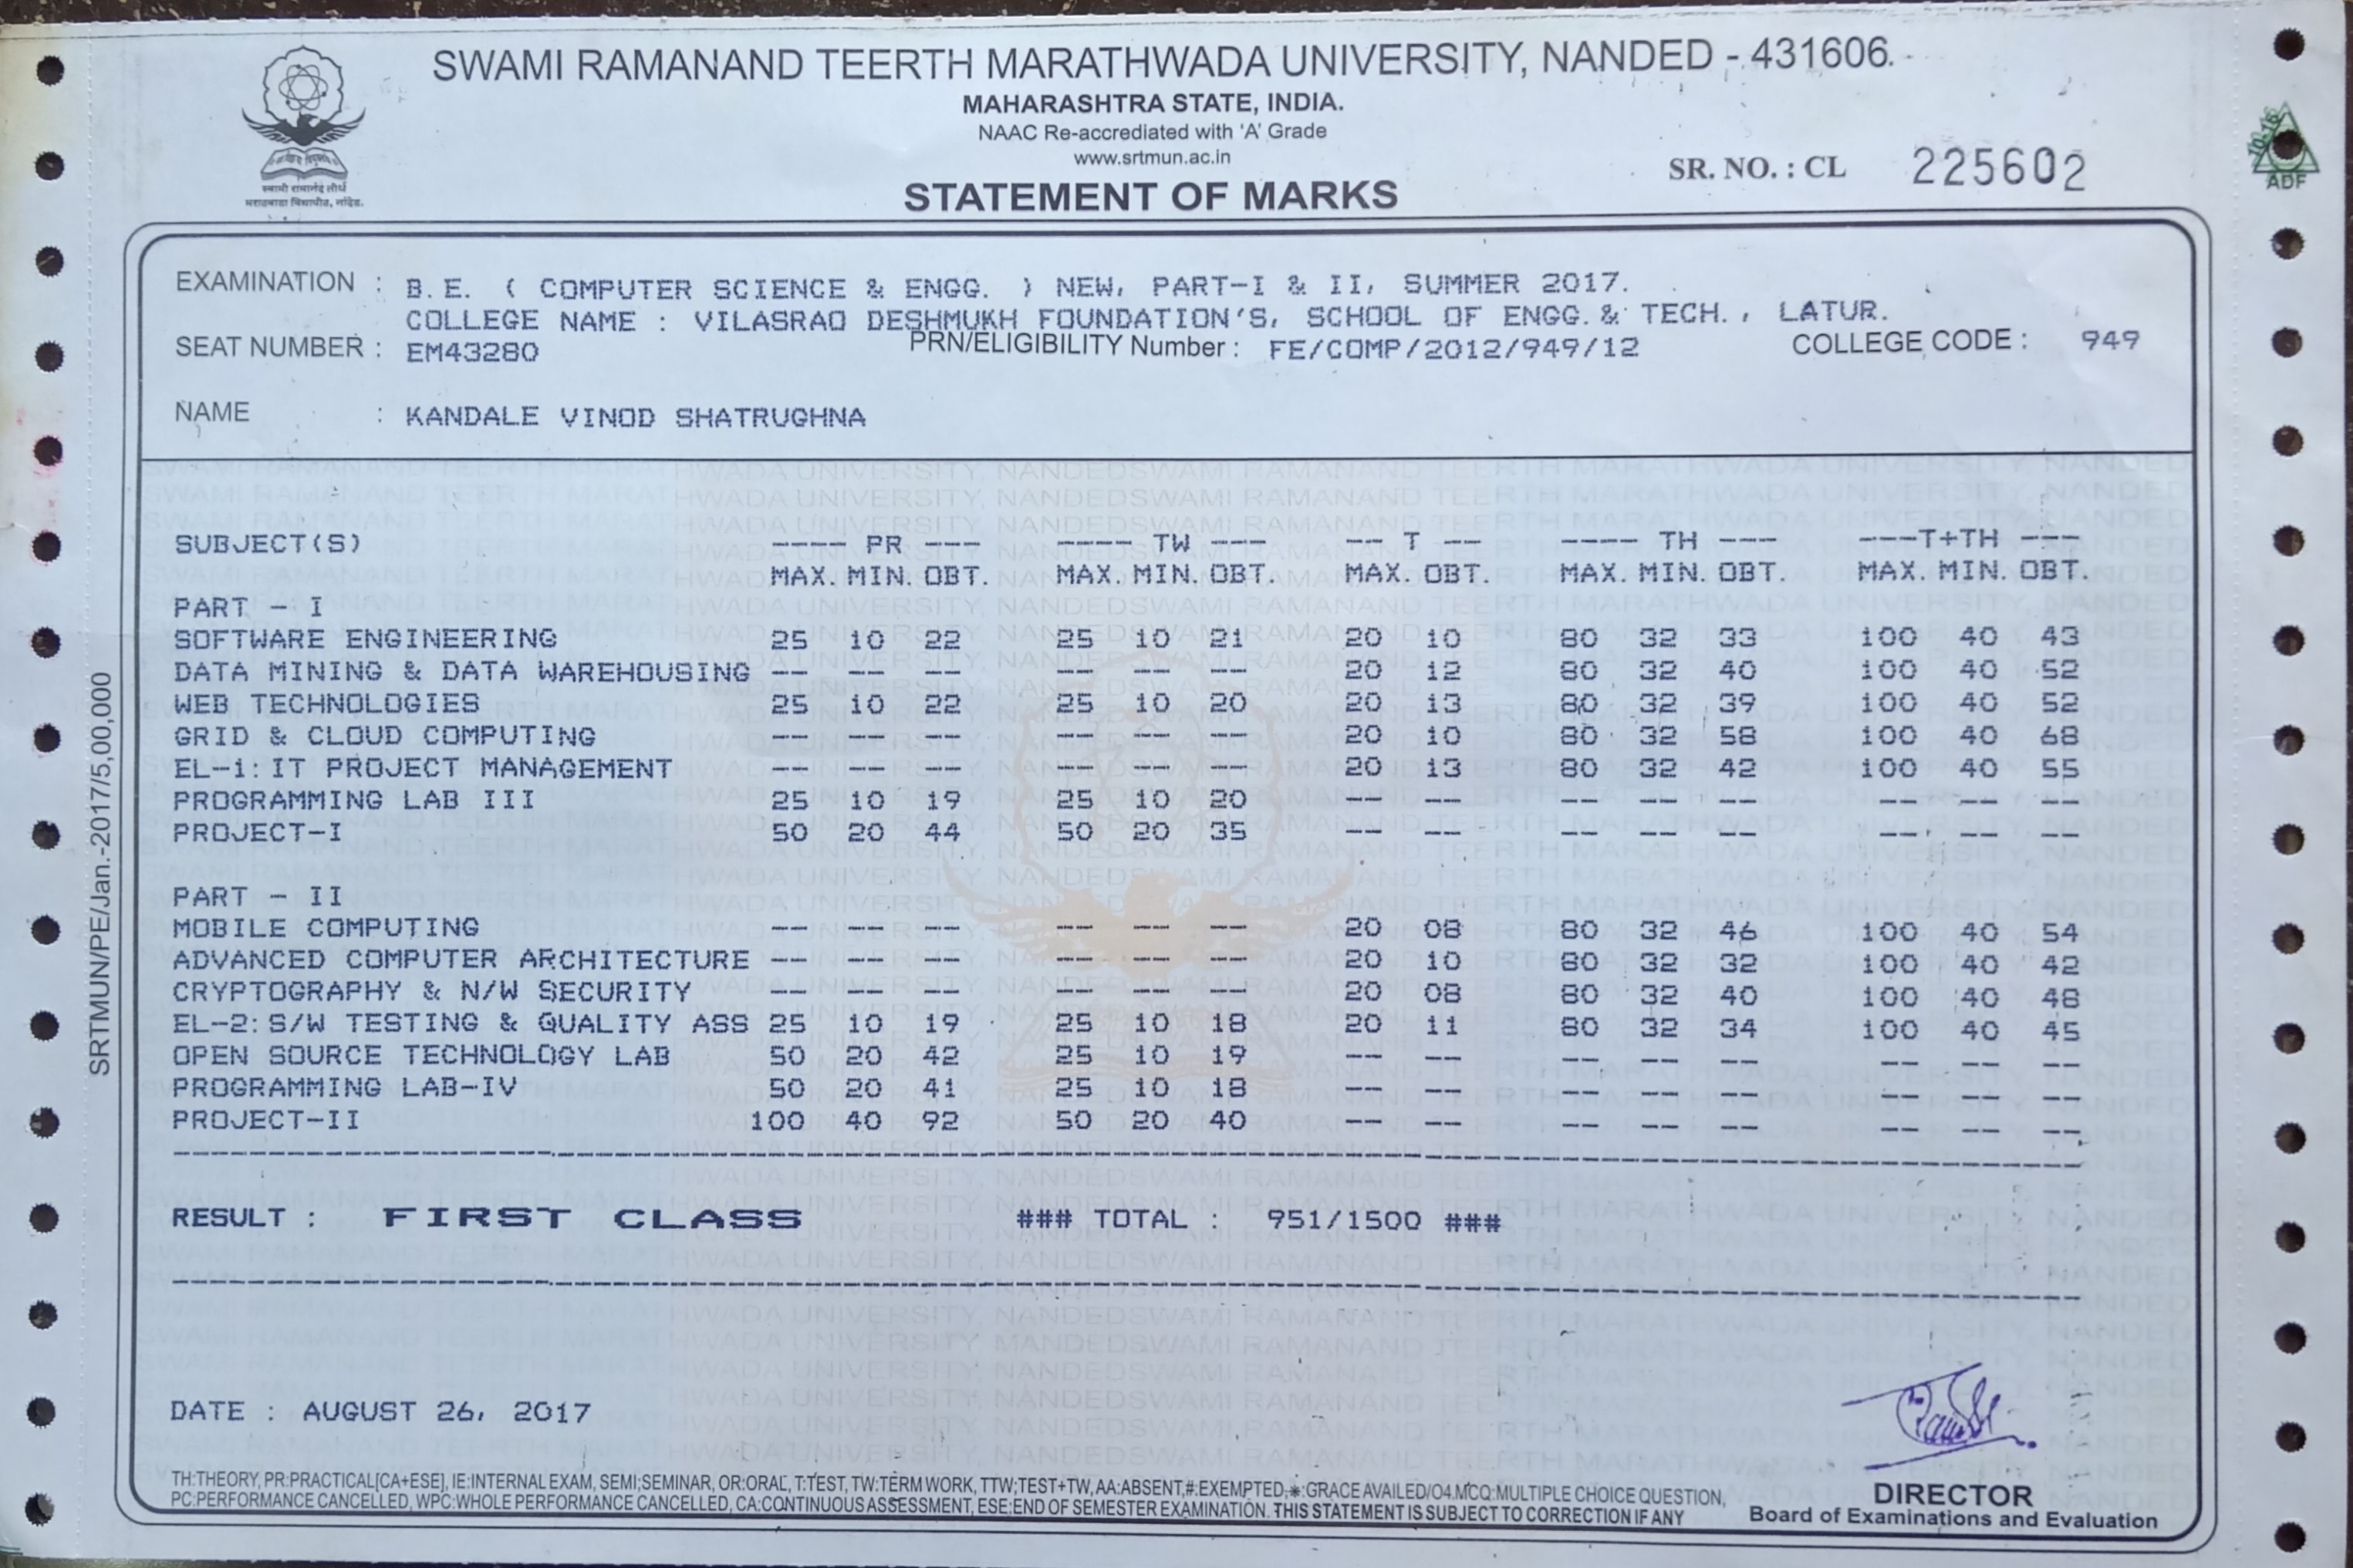 SWAMI RAMANAND TEERTH MARATHWADA UNIVERSITY, NANDED - 431606.
MAHARASHTRA STATE, INDIA.
NAAC Re-accredited with 'A' Grade
www.srtmun.ac.in
SR. NO. : CL 225602
STATEMENT OF MARKS
स्वामी रामानंद तीर्थ
मराठवाडा विद्यापीठ, नांदेड.
ADF
EXAMINATION : B.E. ( COMPUTER SCIENCE & ENGG. ) NEW, PART-I & II, SUMMER 2017.
COLLEGE NAME : VILASRAO DESHMUKH FOUNDATION'S, SCHOOL OF ENGG.& TECH., LATUR.
SEAT NUMBER : EM43280 PRN/ELIGIBILITY Number : FE/COMP/2012/949/12 COLLEGE CODE : 949
NAME : KANDALE VINOD SHATRUGHNA
SUBJECT(S) ---- PR --- ---- TW --- -- T -- ---- TH --- ---T+TH ---
MAX. MIN. OBT. MAX. MIN. OBT. MAX. OBT. MAX. MIN. OBT. MAX. MIN. OBT.
PART - I
SOFTWARE ENGINEERING 25 10 22 25 10 21 20 10 80 32 33 100 40 43
DATA MINING & DATA WAREHOUSING -- -- -- -- -- -- 20 12 80 32 40 100 40 52
WEB TECHNOLOGIES 25 10 22 25 10 20 20 13 80 32 39 100 40 52
GRID & CLOUD COMPUTING -- -- -- -- -- -- 20 10 80 32 58 100 40 68
EL-1:IT PROJECT MANAGEMENT -- -- -- -- -- -- 20 13 80 32 42 100 40 55
PROGRAMMING LAB III 25 10 19 25 10 20 -- -- -- -- -- -- -- --
PROJECT-I 50 20 44 50 20 35 -- -- -- -- -- -- -- --
PART - II
MOBILE COMPUTING -- -- -- -- -- -- 20 08 80 32 46 100 40 54
ADVANCED COMPUTER ARCHITECTURE -- -- -- -- -- -- 20 10 80 32 32 100 40 42
CRYPTOGRAPHY & N/W SECURITY -- -- -- -- -- -- 20 08 80 32 40 100 40 48
EL-2:S/W TESTING & QUALITY ASS 25 10 19 25 10 18 20 11 80 32 34 100 40 45
OPEN SOURCE TECHNOLOGY LAB 50 20 42 25 10 19 -- -- -- -- -- -- -- --
PROGRAMMING LAB-IV 50 20 41 25 10 18 -- -- -- -- -- -- -- --
PROJECT-II 100 40 92 50 20 40 -- -- -- -- -- -- -- --
RESULT : FIRST CLASS ### TOTAL : 951/1500 ###
DATE : AUGUST 26, 2017
TH:THEORY, PR:PRACTICAL[CA+ESE], IE:INTERNAL EXAM, SEMI;SEMINAR, OR:ORAL, T:TEST, TW:TERM WORK, TTW;TEST+TW, AA:ABSENT,#:EXEMPTED,*:GRACE AVAILED/O4.MCQ:MULTIPLE CHOICE QUESTION,
PC:PERFORMANCE CANCELLED, WPC:WHOLE PERFORMANCE CANCELLED, CA:CONTINUOUS ASSESSMENT, ESE:END OF SEMESTER EXAMINATION. THIS STATEMENT IS SUBJECT TO CORRECTION IF ANY
DIRECTOR
Board of Examinations and Evaluation
SRTMUN/PE/Jan.-2017/5,00,000